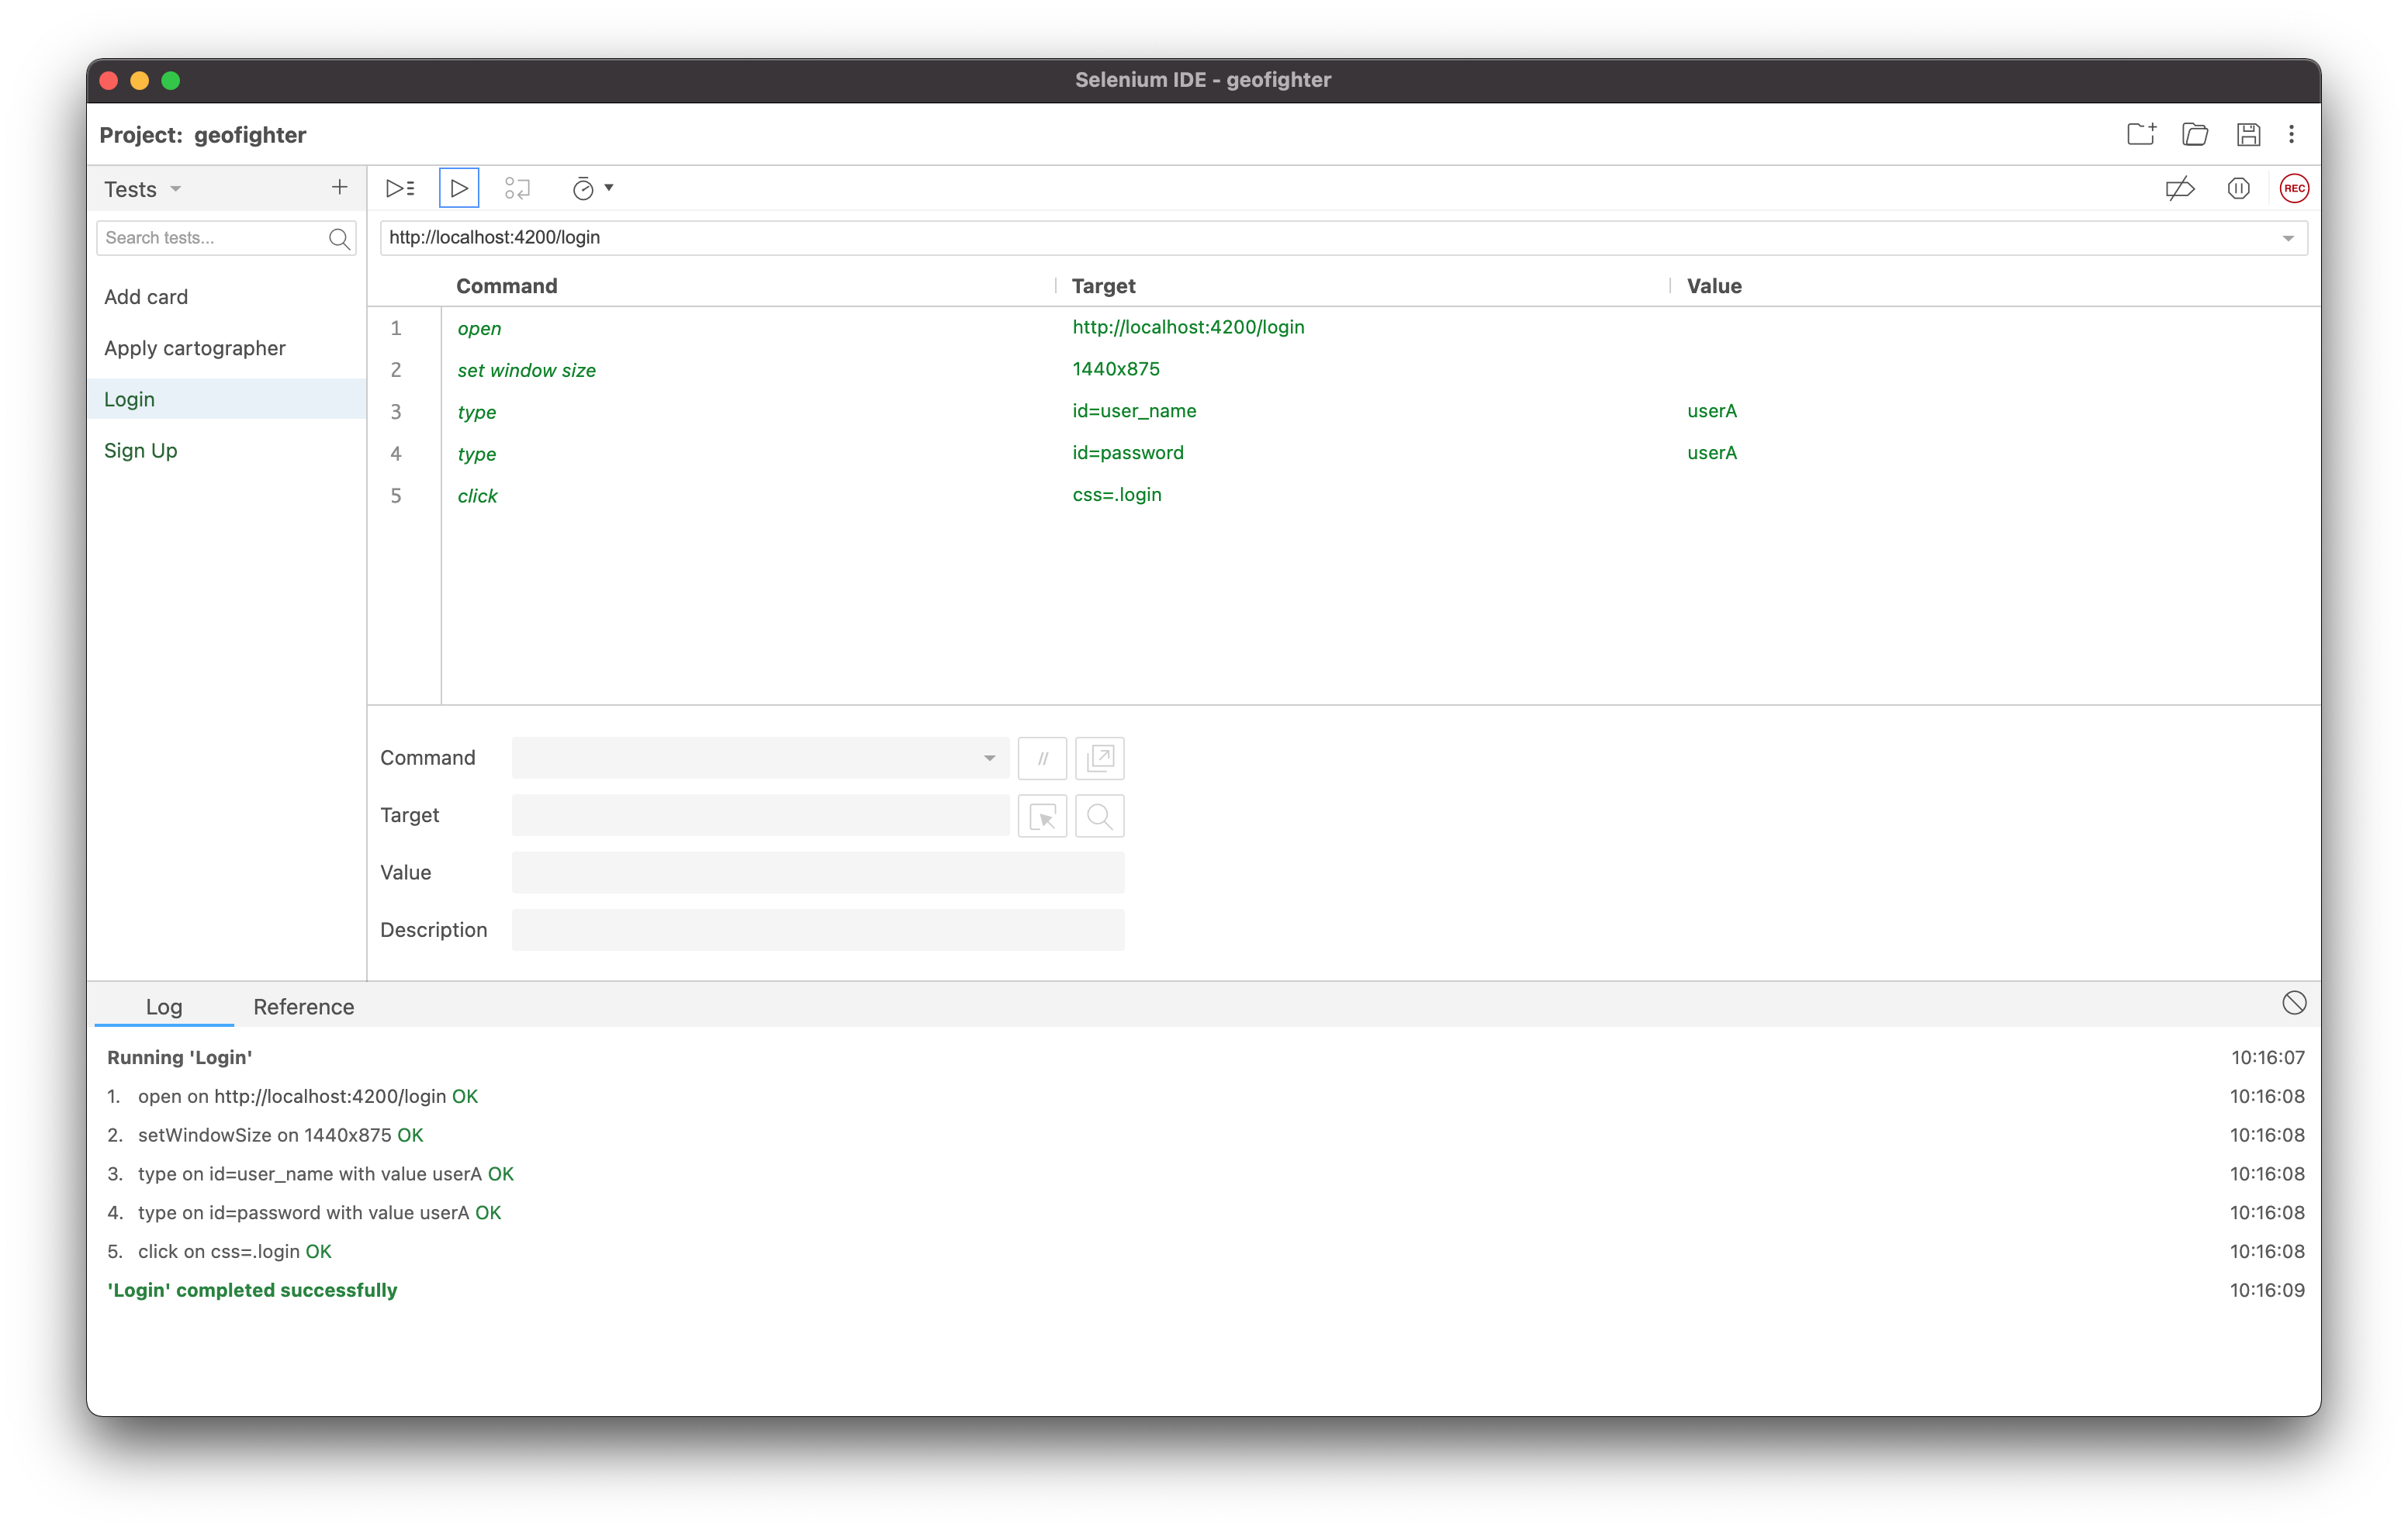 Selenium IDE - geofighter
Project: geofighter
Tests
REC
Search tests...
http://localhost:4200/login
Add card
Apply cartographer
Login
Sign Up
Command Target Value
1 open http://localhost:4200/login
2 set window size 1440x875
3 type id=user_name userA
4 type id=password userA
5 click css=.login
Command //
Target
Value
Description
Log Reference
Running 'Login' 10:16:07
1. open on http://localhost:4200/login OK 10:16:08
2. setWindowSize on 1440x875 OK 10:16:08
3. type on id=user_name with value userA OK 10:16:08
4. type on id=password with value userA OK 10:16:08
5. click on css=.login OK 10:16:08
'Login' completed successfully 10:16:09